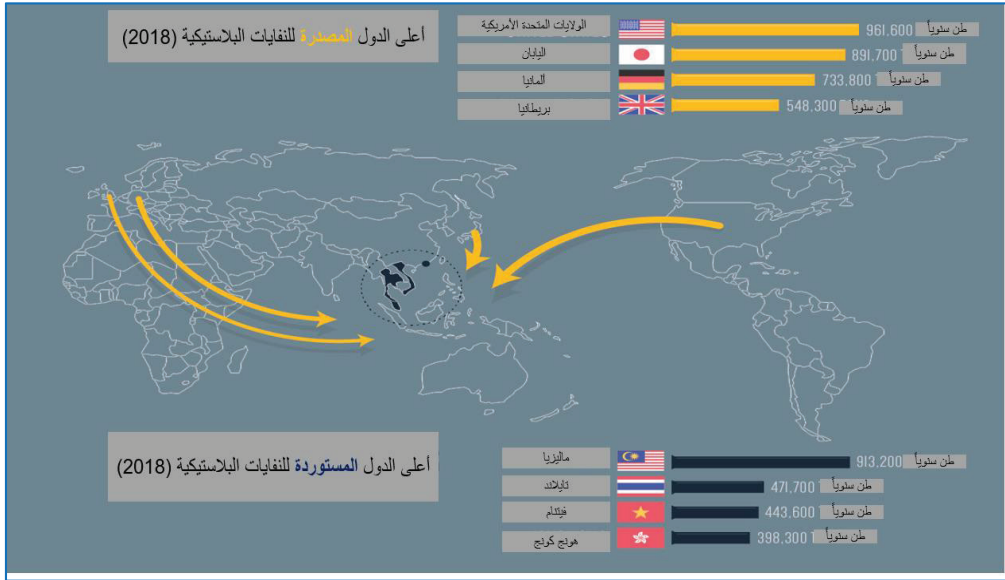 أعلى الدول المصدرة للنفايات البلاستيكية (2018)
الولايات المتحدة الأمريكية 961.600 طن سنوياً
اليابان 891.700 طن سنوياً
ألمانيا 733.800 طن سنوياً
بريطانيا 548.300 طن سنوياً
أعلى الدول المستوردة للنفايات البلاستيكية (2018)
ماليزيا 913.200 طن سنوياً
تايلاند 471.700 طن سنوياً
فيتنام 443.600 طن سنوياً
هونج كونج 398.300 طن سنوياً